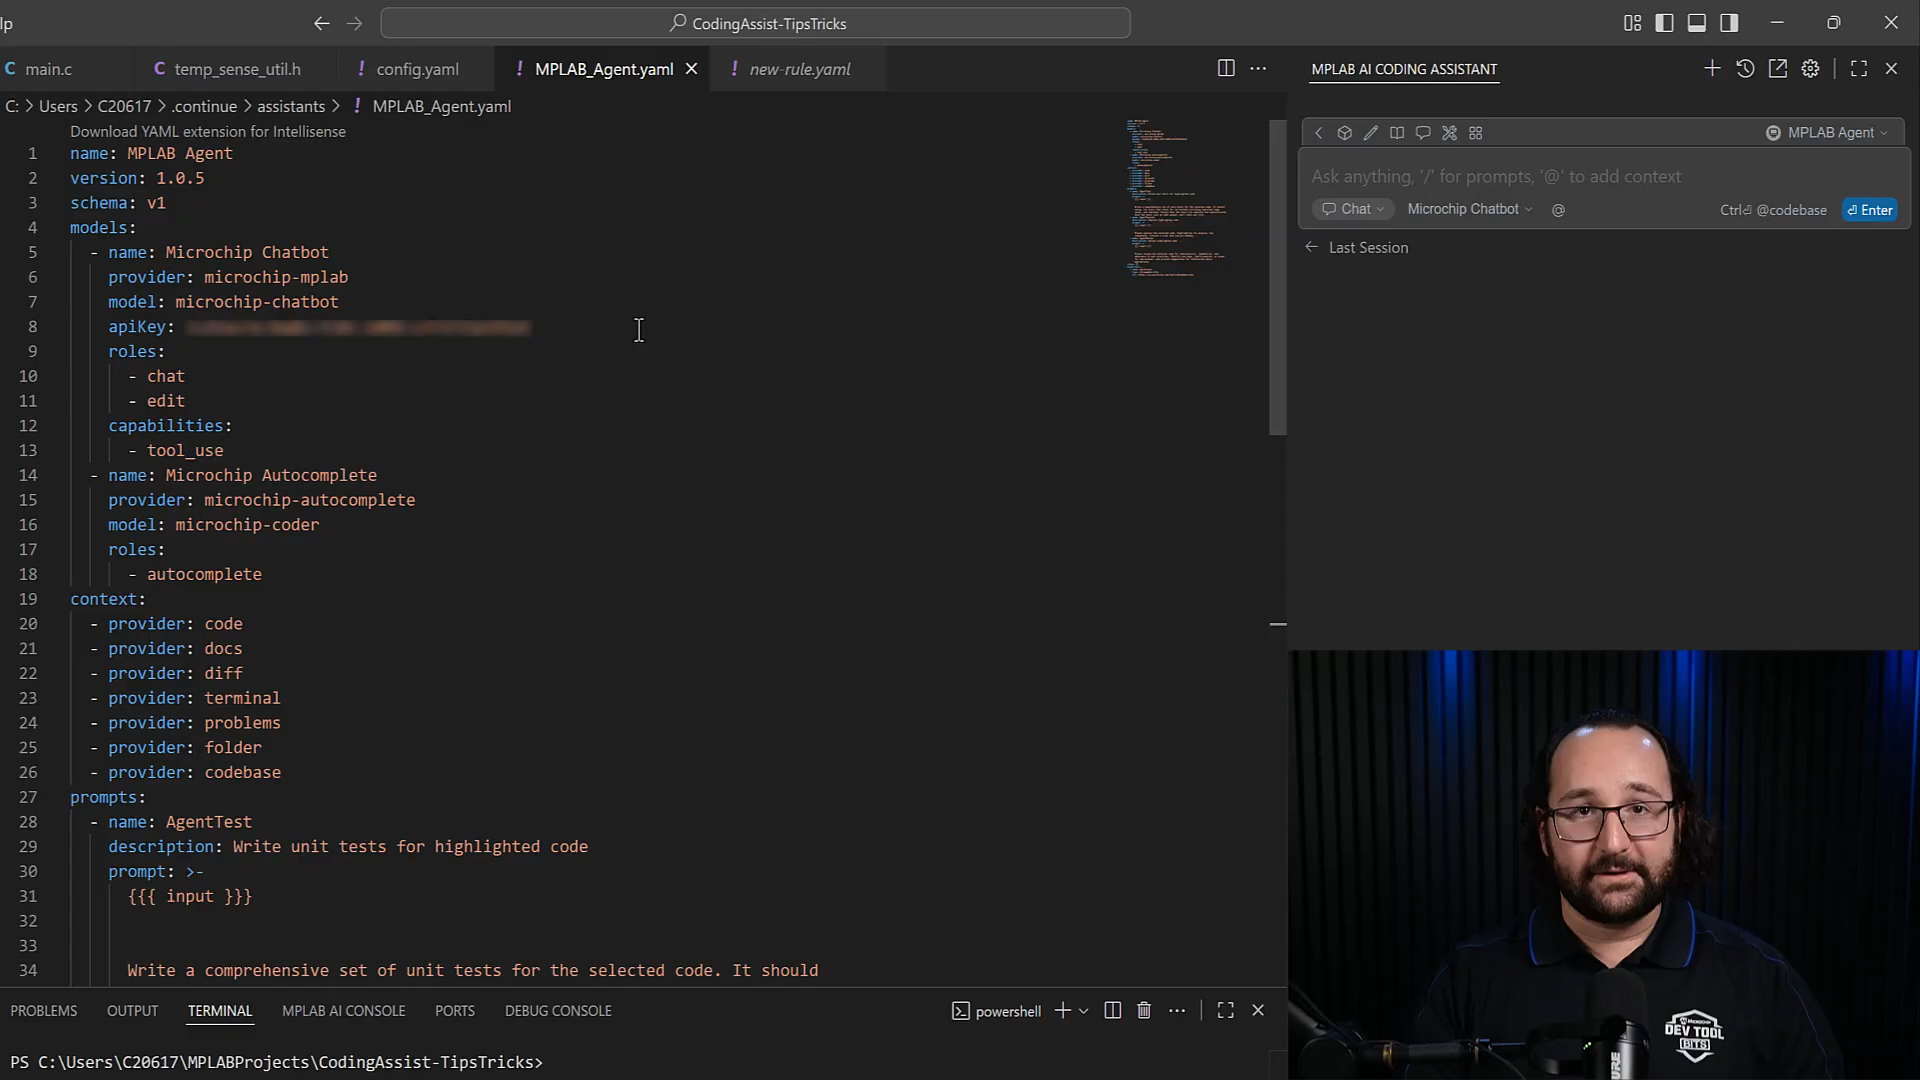 lp
CodingAssist-TipsTricks
main.c
temp_sense_util.h
config.yaml
MPLAB_Agent.yaml
new-rule.yaml
C: > Users > C20617 > .continue > assistants > ! MPLAB_Agent.yaml
Download YAML extension for Intellisense
1 name: MPLAB Agent
2 version: 1.0.5
3 schema: v1
4 models:
5 - name: Microchip Chatbot
6 provider: microchip-mplab
7 model: microchip-chatbot
8 apiKey:
9 roles:
10 - chat
11 - edit
12 capabilities:
13 - tool_use
14 - name: Microchip Autocomplete
15 provider: microchip-autocomplete
16 model: microchip-coder
17 roles:
18 - autocomplete
19 context:
20 - provider: code
21 - provider: docs
22 - provider: diff
23 - provider: terminal
24 - provider: problems
25 - provider: folder
26 - provider: codebase
27 prompts:
28 - name: AgentTest
29 description: Write unit tests for highlighted code
30 prompt: >-
31 {{{ input }}}
32
33
34 Write a comprehensive set of unit tests for the selected code. It should
PROBLEMS OUTPUT TERMINAL MPLAB AI CONSOLE PORTS DEBUG CONSOLE
powershell
PS C:\Users\C20617\MPLABProjects\CodingAssist-TipsTricks>
MPLAB AI CODING ASSISTANT
MPLAB Agent
Ask anything, '/' for prompts, '@' to add context
Chat Microchip Chatbot @ Ctrl⏎ @codebase ⏎ Enter
Last Session
MICROCHIP
DEV TOOL
BITS
SHURE